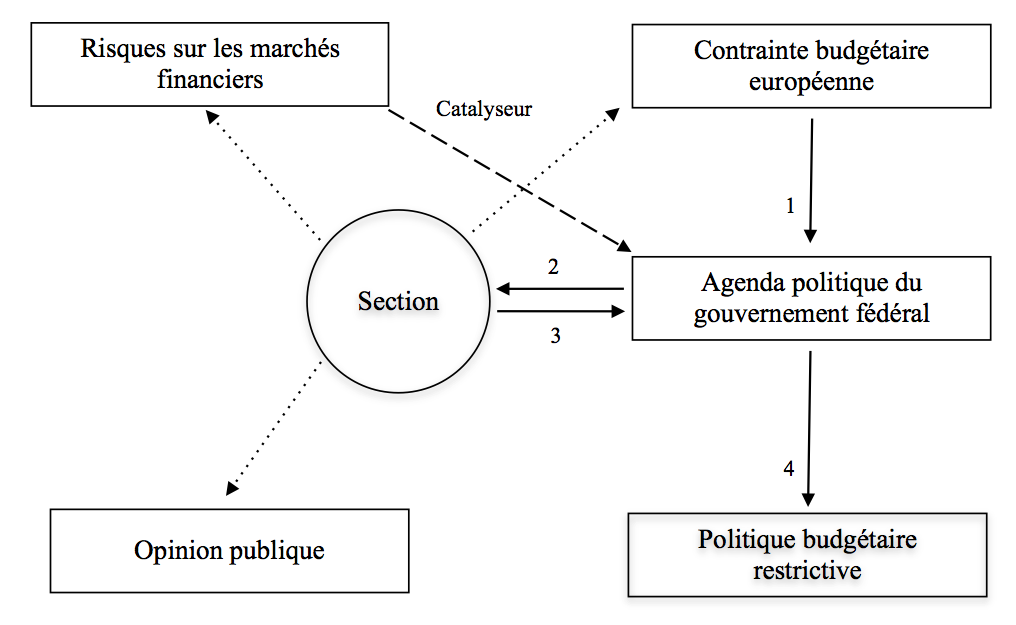 Risques sur les marchés
financiers
Contrainte budgétaire
européenne
Catalyseur
1
Section
2
3
Agenda politique du
gouvernement fédéral
4
Opinion publique
Politique budgétaire
restrictive